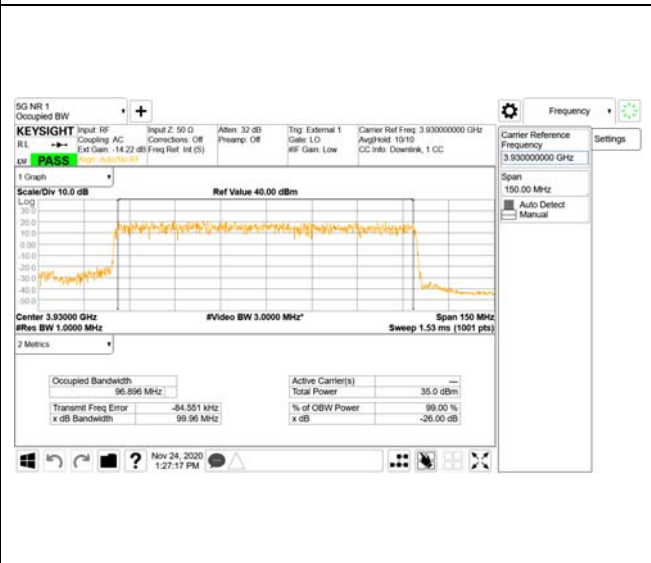 5G NR 1
Occupied BW
Frequency
KEYSIGHT
RL
PASS
Input: RF
Coupling: AC
Ext Gain: -14.22 dB
Align: Auto/No RF
Input Z: 50 Ω
Corrections: Off
Freq Ref: Int (S)
Atten: 32 dB
Preamp: Off
Trig: External 1
Gate: LO
#IF Gain: Low
Carrier Ref Freq: 3.930000000 GHz
Avg|Hold: 10/10
CC Info: Downlink, 1 CC
Carrier Reference
Frequency
3.930000000 GHz
Settings
Span
150.00 MHz
Auto Detect
Manual
1 Graph
Scale/Div 10.0 dB
Ref Value 40.00 dBm
Log
30.0
20.0
10.0
0.00
-10.0
-20.0
-30.0
-40.0
-50.0
Center 3.93000 GHz
#Video BW 3.0000 MHz*
Span 150 MHz
#Res BW 1.0000 MHz
Sweep 1.53 ms (1001 pts)
2 Metrics
Occupied Bandwidth
96.896 MHz
Active Carrier(s) ---
Total Power 35.0 dBm
Transmit Freq Error -84.551 kHz
% of OBW Power 99.00 %
x dB Bandwidth 99.96 MHz
x dB -26.00 dB
Nov 24, 2020
1:27:17 PM